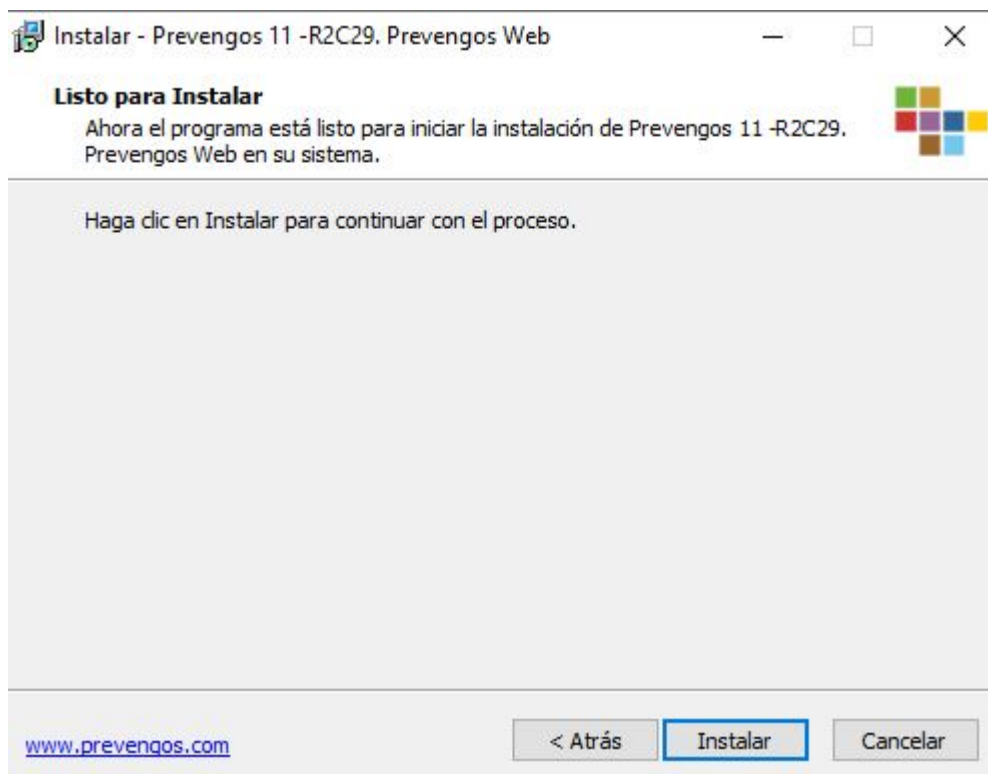 Instalar - Prevengos 11 -R2C29. Prevengos Web
Listo para Instalar
Ahora el programa está listo para iniciar la instalación de Prevengos 11 -R2C29.
Prevengos Web en su sistema.
Haga clic en Instalar para continuar con el proceso.
www.prevengos.com
< Atrás
Instalar
Cancelar